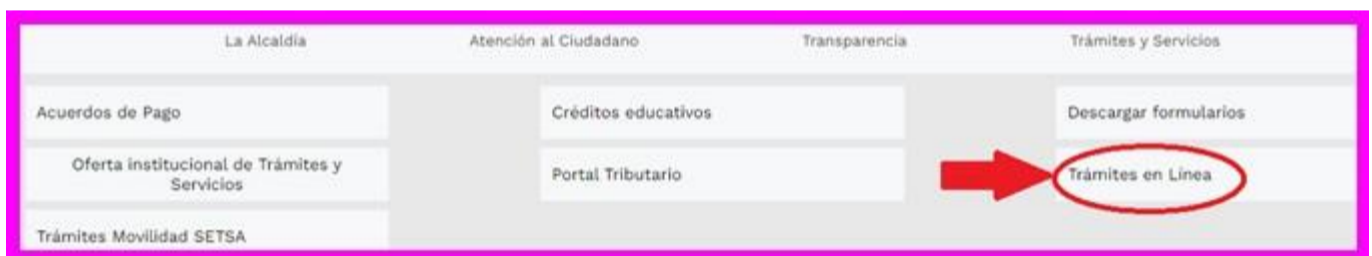 La Alcaldía Atención al Ciudadano Transparencia Trámites y Servicios
Acuerdos de Pago Créditos educativos Descargar formularios
Oferta institucional de Trámites y
Servicios
Portal Tributario Trámites en Línea
Trámites Movilidad SETSA